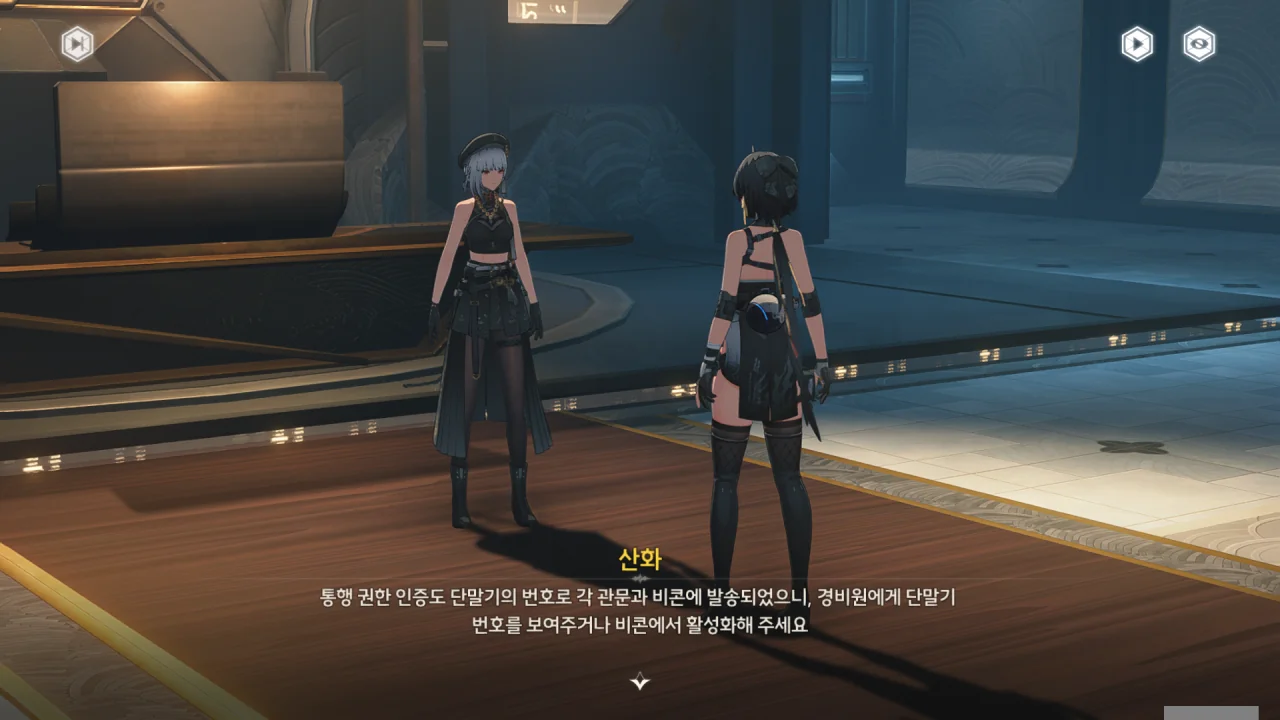 산화
통행 권한 인증도 단말기의 번호로 각 관문과 비콘에 발송되었으니, 경비원에게 단말기
번호를 보여주거나 비콘에서 활성화해 주세요